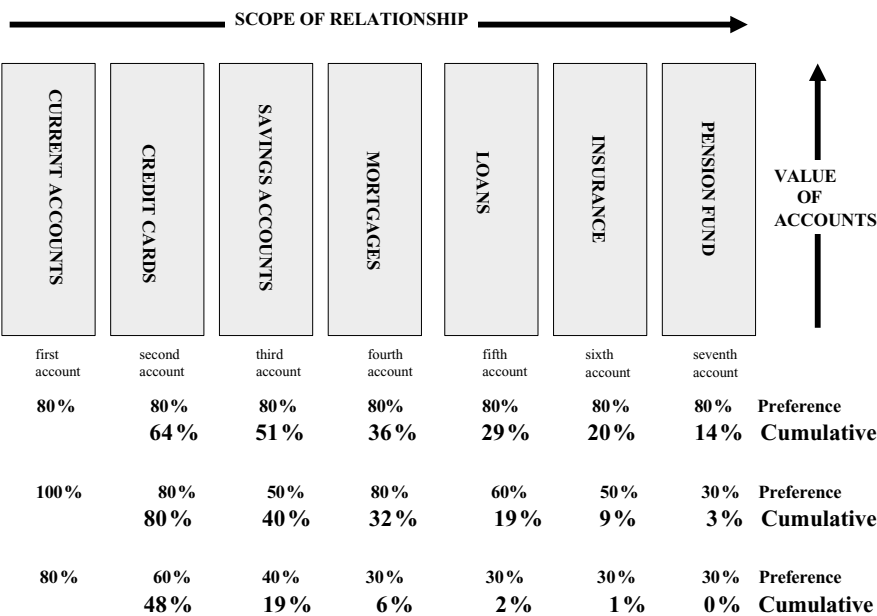 SCOPE OF RELATIONSHIP
CURRENT ACCOUNTS
CREDIT CARDS
SAVINGS ACCOUNTS
MORTGAGES
LOANS
INSURANCE
PENSION FUND
VALUE
OF
ACCOUNTS
first second third fourth fifth sixth seventh
account account account account account account account
80% 80% 80% 80% 80% 80% 80% Preference
64% 51% 36% 29% 20% 14% Cumulative
100% 80% 50% 80% 60% 50% 30% Preference
80% 40% 32% 19% 9% 3% Cumulative
80% 60% 40% 30% 30% 30% 30% Preference
48% 19% 6% 2% 1% 0% Cumulative